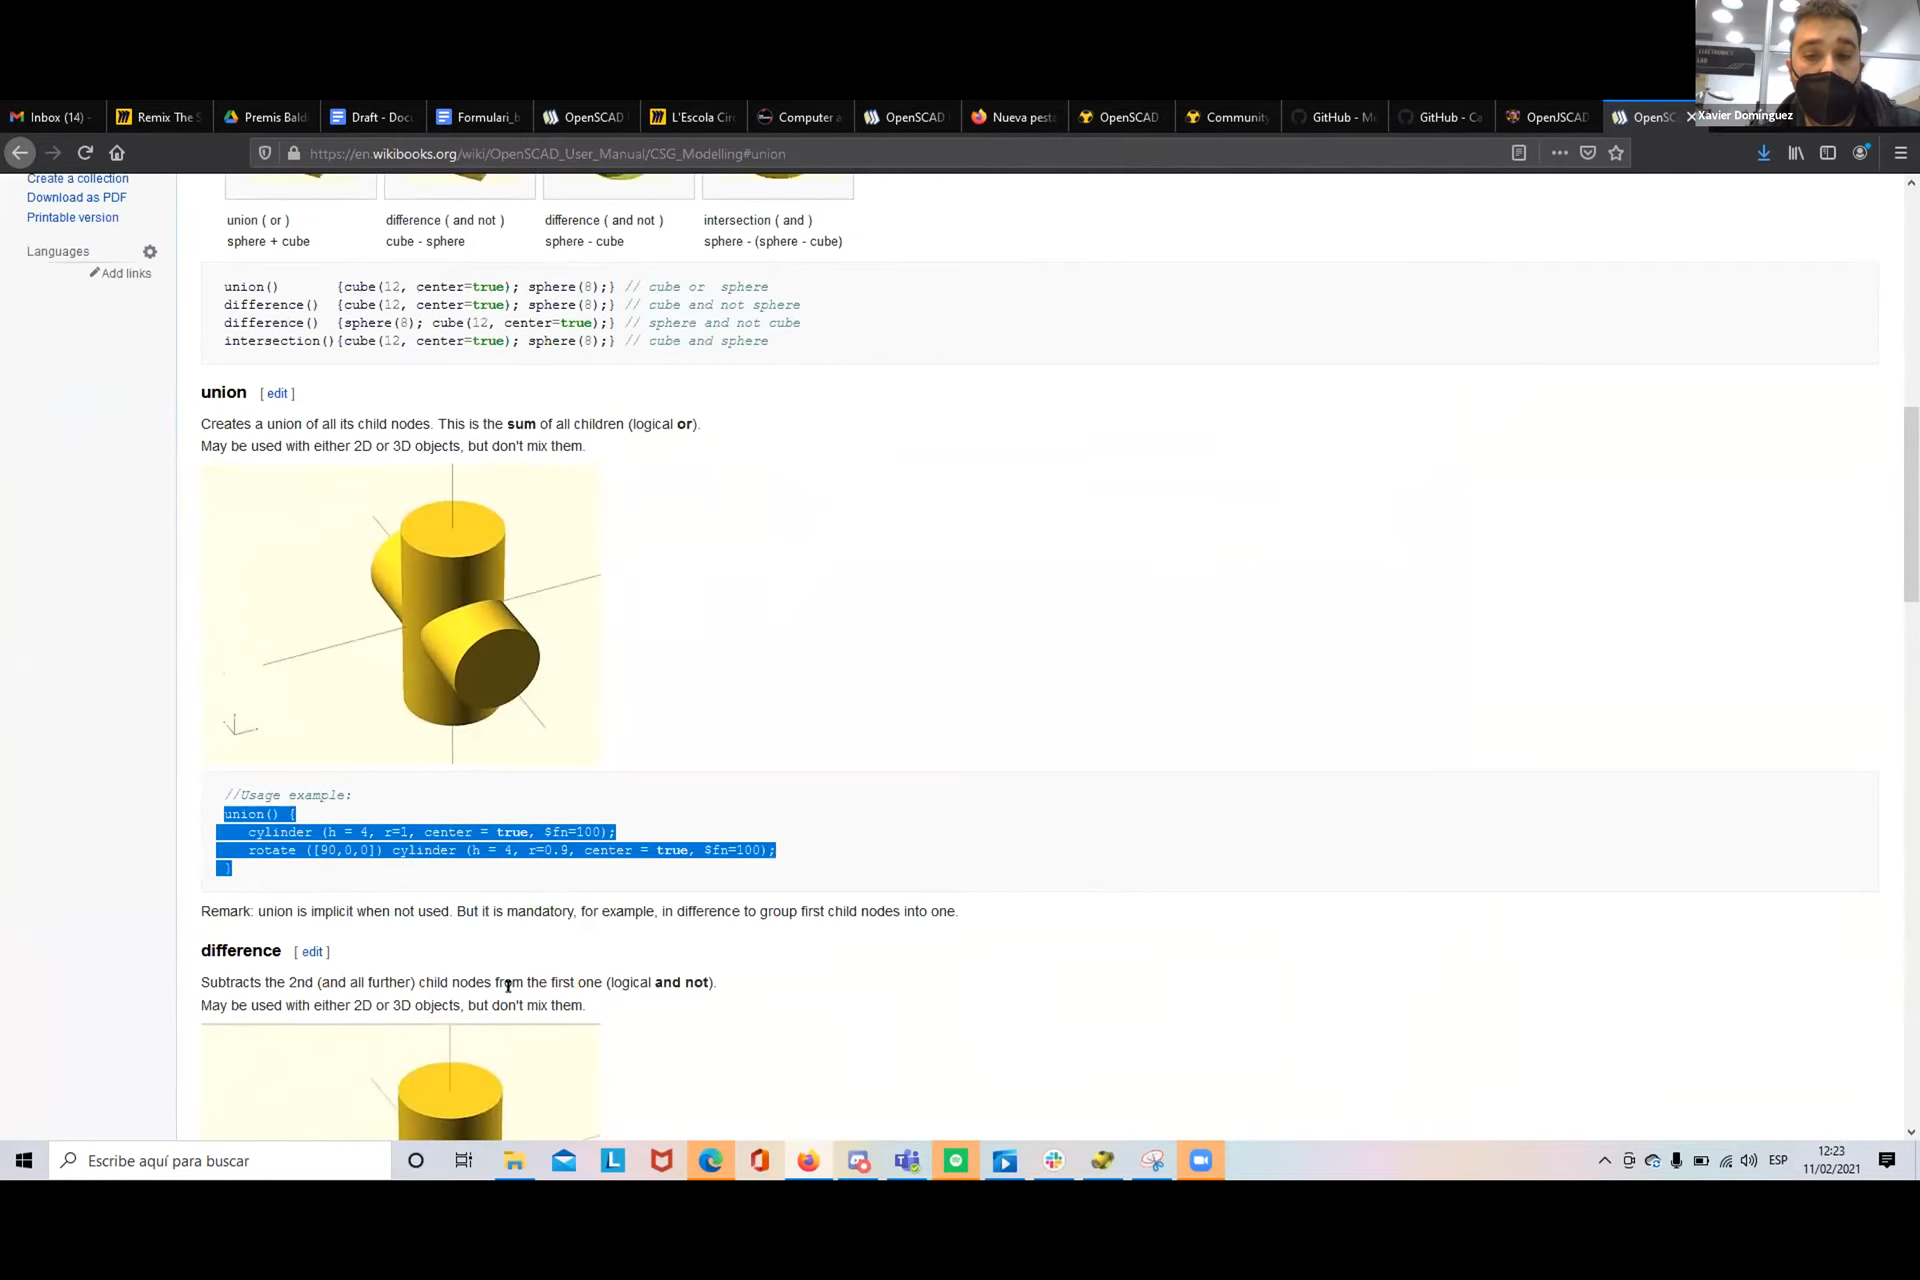 ELECTRONICS
LAB
Inbox (14) -
Remix The S
Premis Bald
Draft - Docu
Formulari_b
OpenSCAD
L'Escola Circ
Computer a
OpenSCAD
Nueva pesta
OpenSCAD
Community
GitHub - M
GitHub - Ca
OpenJSCAD
OpenSC
Xavier Domínguez
https://en.wikibooks.org/wiki/OpenSCAD_User_Manual/CSG_Modelling#union
Create a collection
Download as PDF
Printable version
Languages
Add links
union ( or )
sphere + cube
difference ( and not )
cube - sphere
difference ( and not )
sphere - cube
intersection ( and )
sphere - (sphere - cube)
union() {cube(12, center=true); sphere(8);} // cube or sphere
difference() {cube(12, center=true); sphere(8);} // cube and not sphere
difference() {sphere(8); cube(12, center=true);} // sphere and not cube
intersection(){cube(12, center=true); sphere(8);} // cube and sphere
union [ edit ]
Creates a union of all its child nodes. This is the sum of all children (logical or).
May be used with either 2D or 3D objects, but don't mix them.
//Usage example:
union() {
cylinder (h = 4, r=1, center = true, $fn=100);
rotate ([90,0,0]) cylinder (h = 4, r=0.9, center = true, $fn=100);
}
Remark: union is implicit when not used. But it is mandatory, for example, in difference to group first child nodes into one.
difference [ edit ]
Subtracts the 2nd (and all further) child nodes from the first one (logical and not).
May be used with either 2D or 3D objects, but don't mix them.
Escribe aquí para buscar
ESP
12:23
11/02/2021